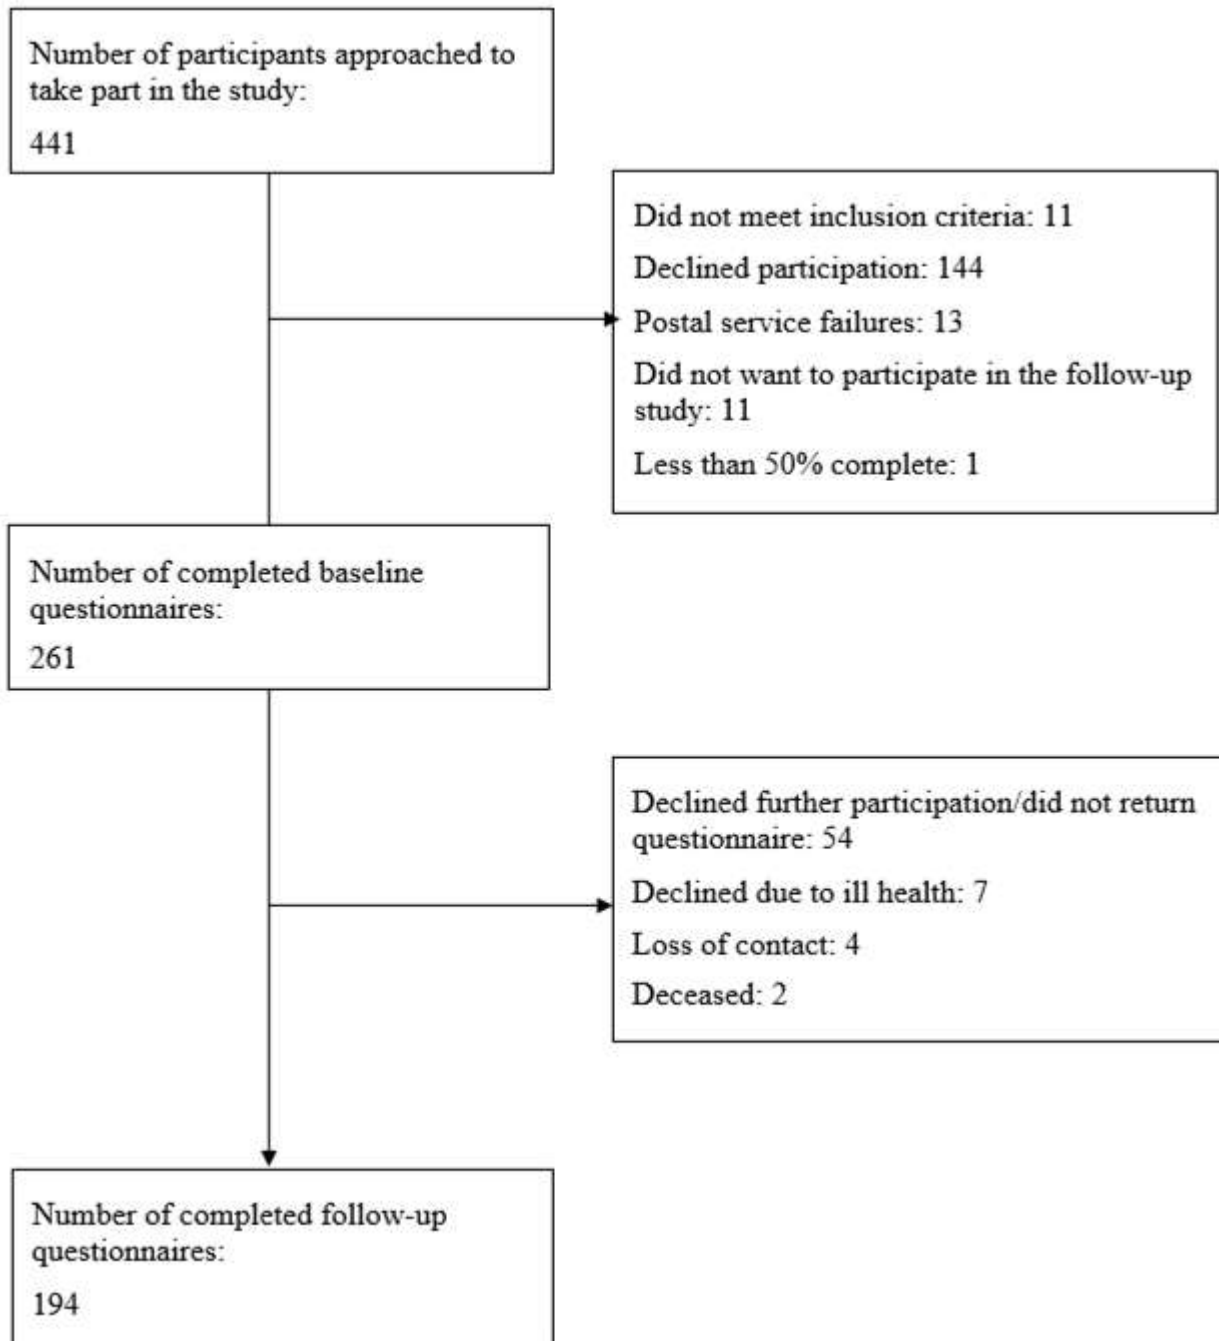 Number of participants approached to
take part in the study:
441
Did not meet inclusion criteria: 11
Declined participation: 144
Postal service failures: 13
Did not want to participate in the follow-up
study: 11
Less than 50% complete: 1
Number of completed baseline
questionnaires:
261
Declined further participation/did not return
questionnaire: 54
Declined due to ill health: 7
Loss of contact: 4
Deceased: 2
Number of completed follow-up
questionnaires:
194